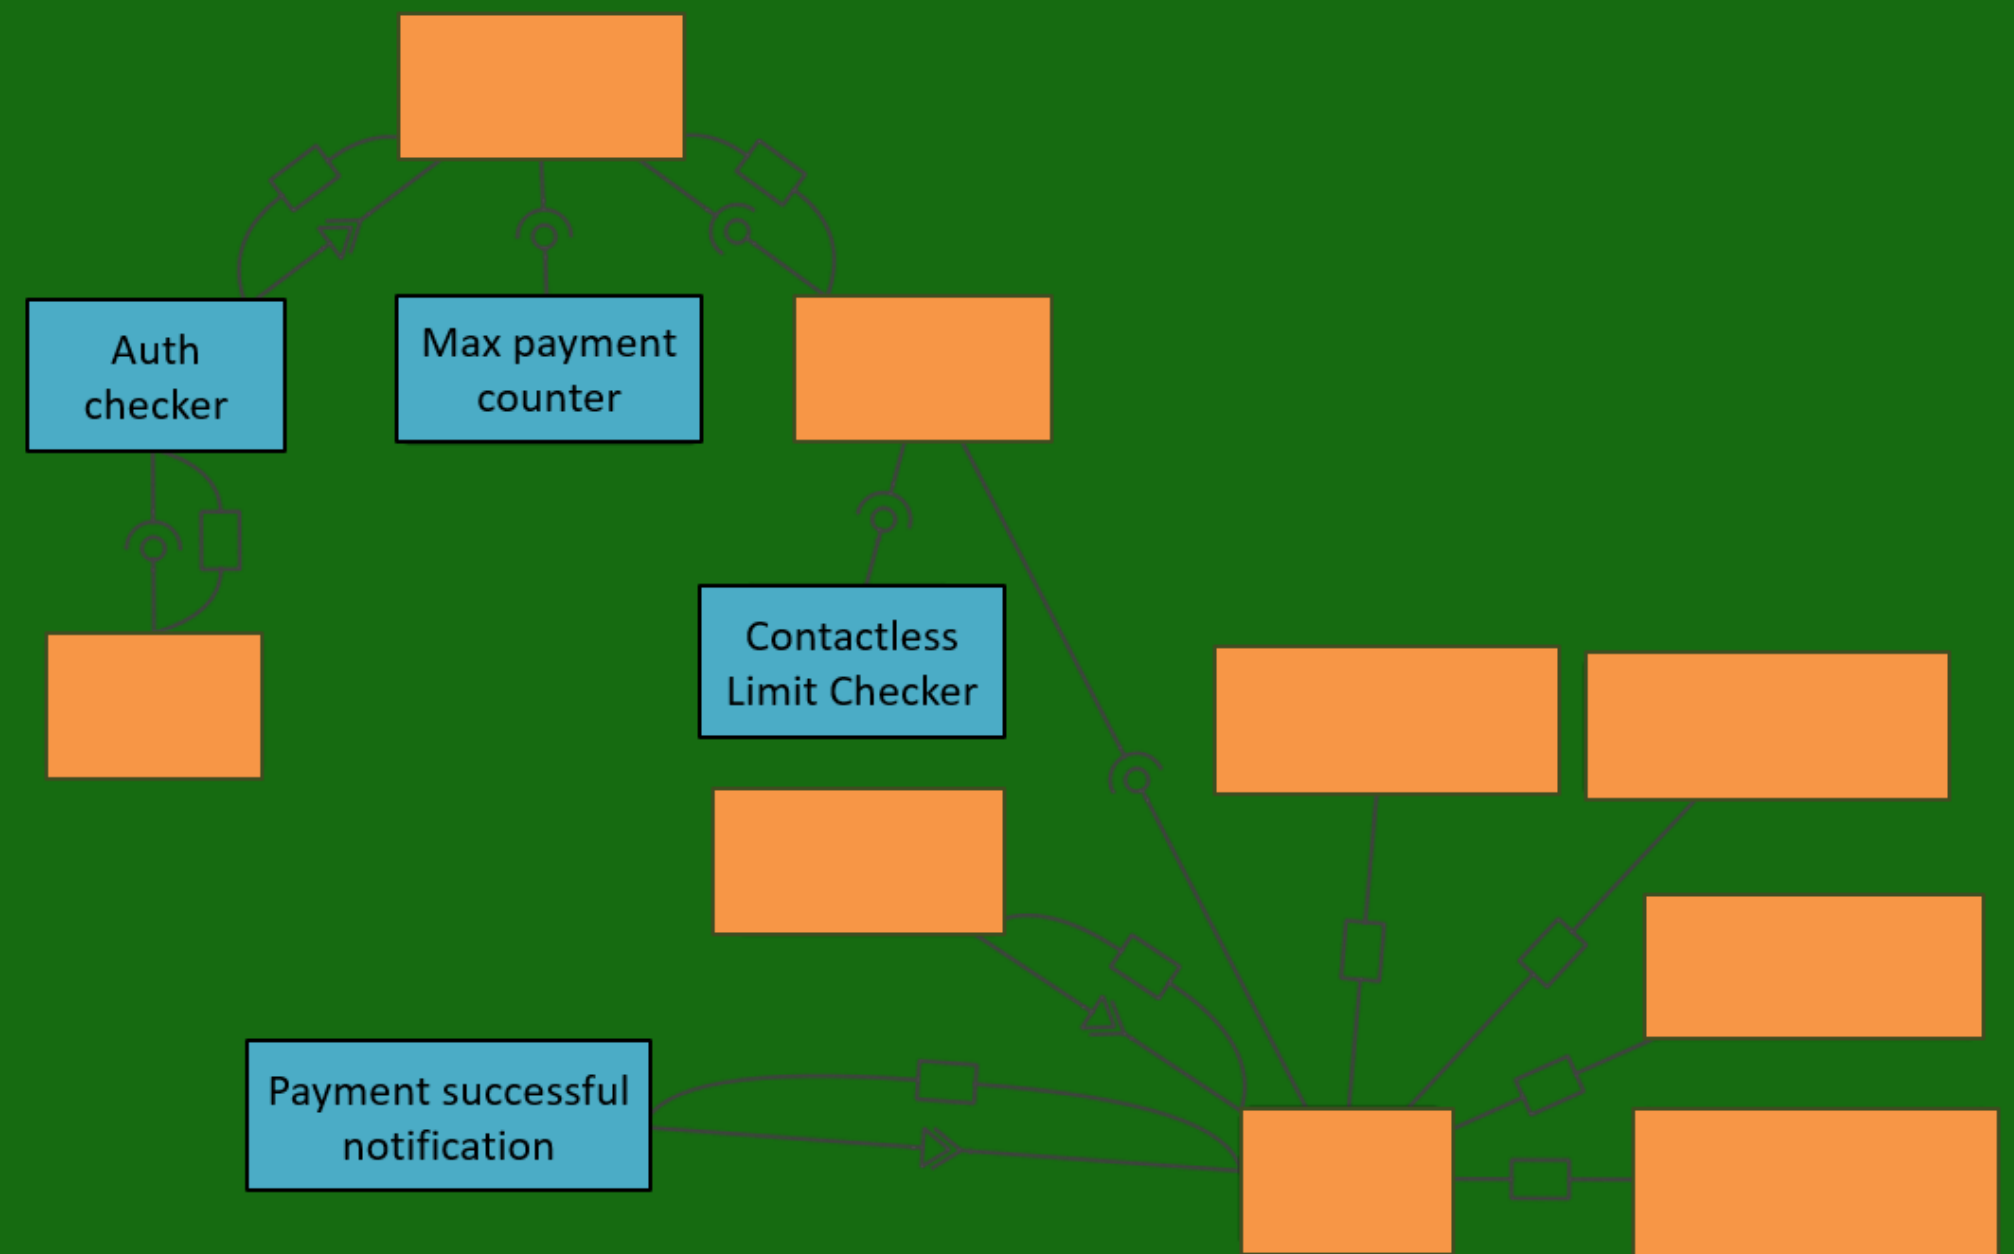 Auth
checker
Max payment
counter
Contactless
Limit Checker
Payment successful
notification